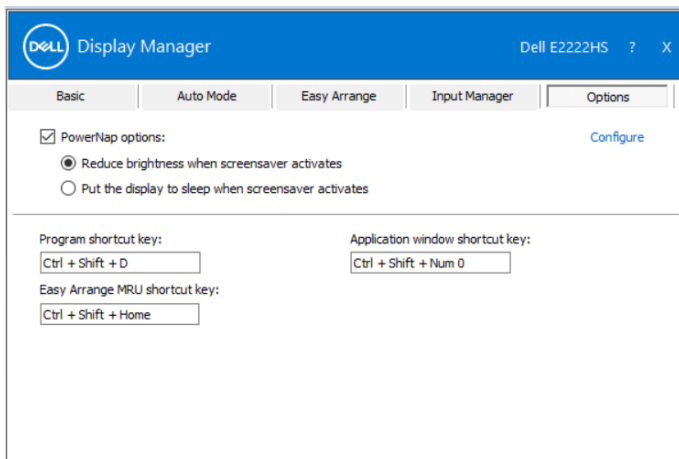 DELL Display Manager Dell E2222HS ? X
Basic Auto Mode Easy Arrange Input Manager Options
PowerNap options: Configure
Reduce brightness when screensaver activates
Put the display to sleep when screensaver activates
Program shortcut key: Application window shortcut key:
Ctrl + Shift + D Ctrl + Shift + Num 0
Easy Arrange MRU shortcut key:
Ctrl + Shift + Home